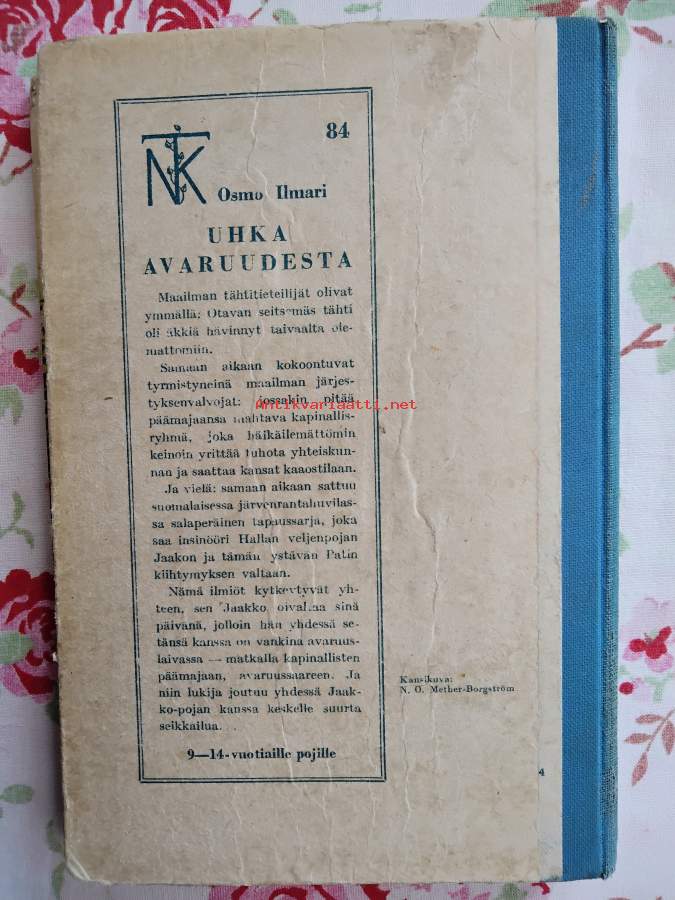 NTK
84
Osmo Ilmari
UHKA
AVARUUDESTA
Maailman tähtitieteilijät olivat
ymmällä: Otavan seitsemäs tähti
oli äkkiä hävinnyt taivaalta ole-
mattomiin.
Samaan aikaan kokoontuvat
tyrmistyneinä maailman järjes-
tyksenvalvojat: jossakin pitää
Antikvariaatti.net
päämajaansa mahtava kapinallis-
ryhmä, joka häikäilemättömin
keinoin yrittää tuhota yhteiskun-
nan ja saattaa kansat kaaostilaan.
Ja vielä: samaan aikaan sattuu
suomalaisessa järvenrantahuvilas-
sa salaperäinen tapaussarja, joka
saa insinööri Hallan veljenpojan
Jaakon ja tämän ystävän Patin
kiihtymyksen valtaan.
Nämä ilmiöt kytkeytyvät yh-
teen, sen Jaakko oivaltaa sinä
päivänä, jolloin hän yhdessä se-
tänsä kanssa on vankina avaruus-
laivassa — matkalla kapinallisten
päämajaan, avaruussaareen. Ja
niin lukija joutuu yhdessä Jaak-
ko-pojan kanssa keskelle suurta
seikkailua.
9—14-vuotiaille pojille
Kansikuva:
N. O. Mether-Borgström
4